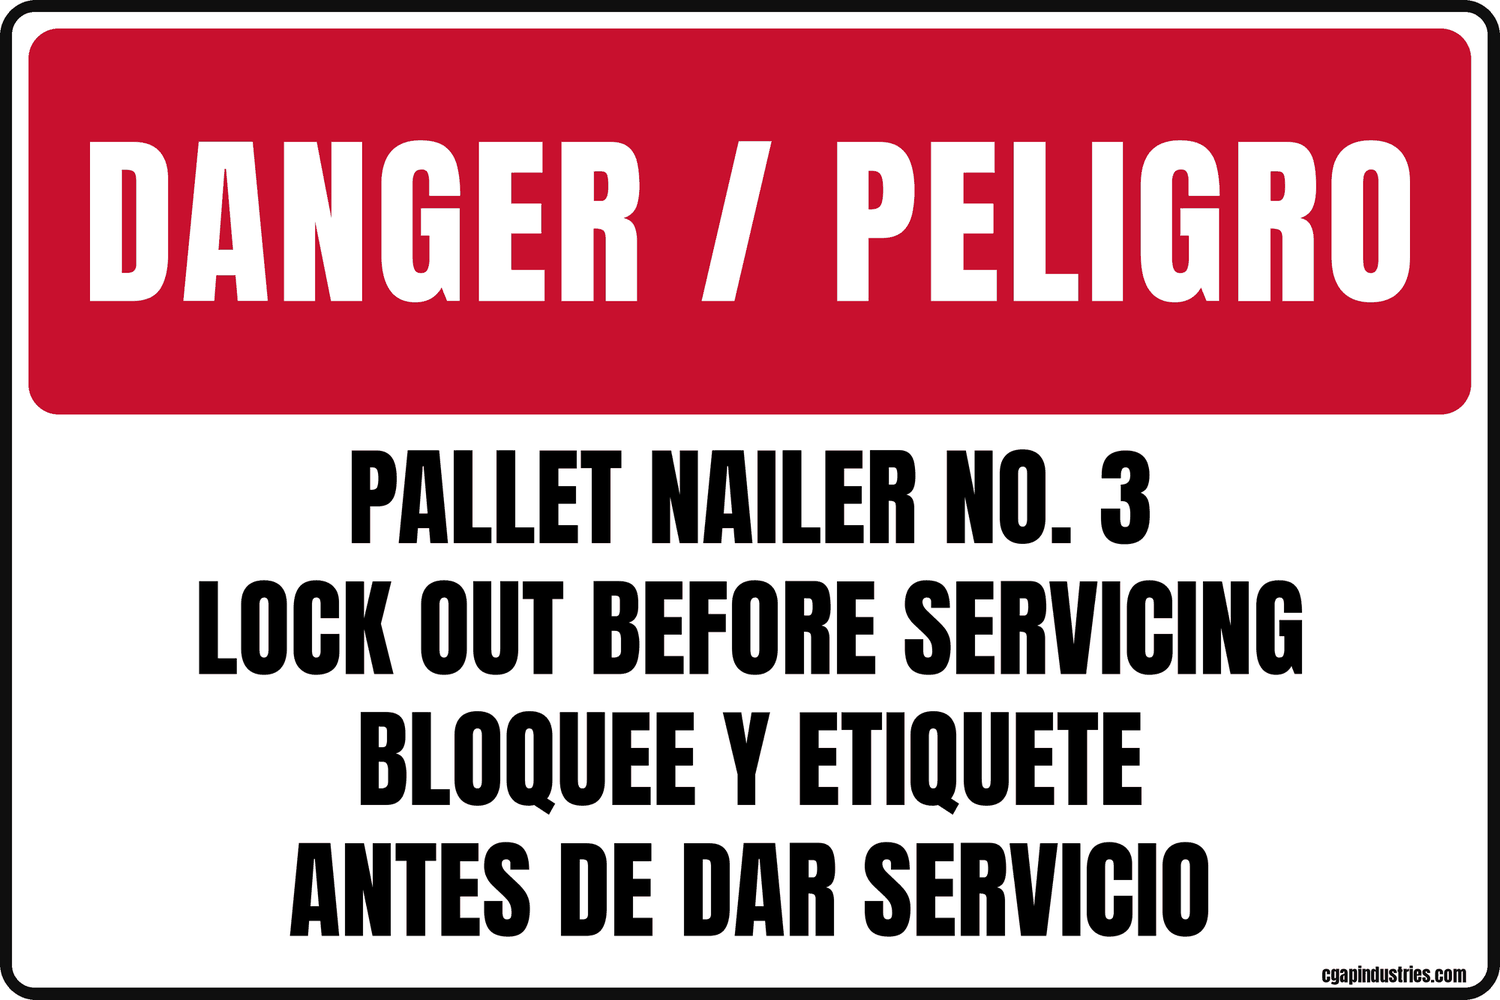 DANGER / PELIGRO
PALLET NAILER NO. 3
LOCK OUT BEFORE SERVICING
BLOQUEE Y ETIQUETE
ANTES DE DAR SERVICIO
cgapindustries.com